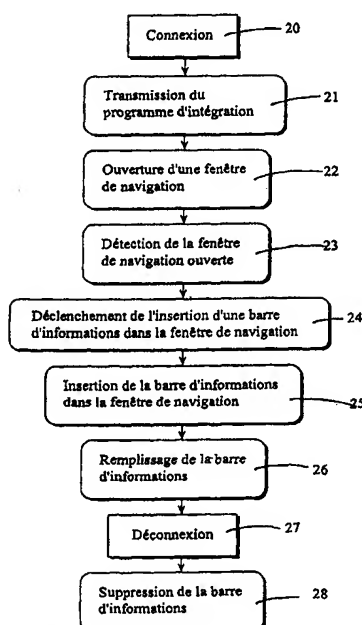 Connexion
20
Transmission du
programme d'intégration
21
Ouverture d'une fenêtre
de navigation
22
Détection de la fenêtre
de navigation ouverte
23
Déclenchement de l'insertion d'une barre
d'informations dans la fenêtre de navigation
24
Insertion de la barre d'informations
dans la fenêtre de navigation
25
Remplissage de la barre
d'informations
26
Déconnexion
27
Suppression de la barre
d'informations
28